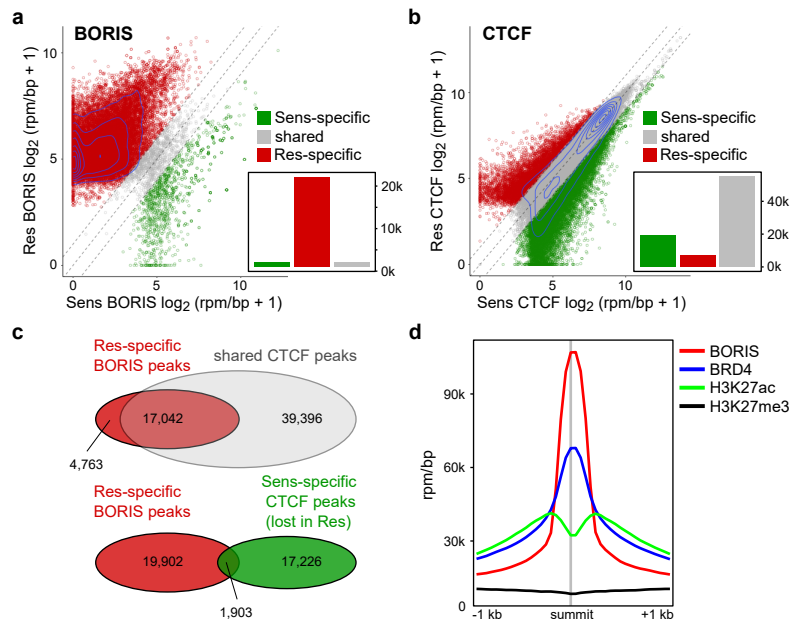 a
BORIS
Res BORIS log2 (rpm/bp + 1)
10
5
0
0
5
10
Sens BORIS log2 (rpm/bp + 1)
Sens-specific
shared
Res-specific
20k
10k
0k
b
CTCF
Res CTCF log2 (rpm/bp + 1)
10
5
0
0
5
10
Sens CTCF log2 (rpm/bp + 1)
Sens-specific
shared
Res-specific
40k
20k
0k
c
Res-specific
BORIS peaks
shared CTCF peaks
17,042
39,396
4,763
Res-specific
BORIS peaks
Sens-specific
CTCF peaks
(lost in Res)
19,902
17,226
1,903
d
BORIS
BRD4
H3K27ac
H3K27me3
rpm/bp
90k
60k
30k
0
-1 kb
summit
+1 kb